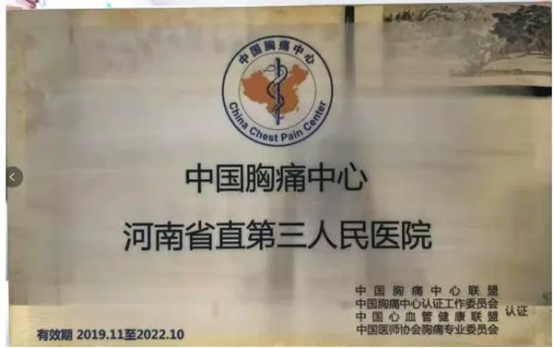 中国胸痛中心
China Chest Pain Center
中国胸痛中心
河南省直第三人民医院
中国胸痛中心联盟
中国胸痛中心认证工作委员会
中国心血管健康联盟
中国医师协会胸痛专业委员会
认证
有效期 2019.11至2022.10